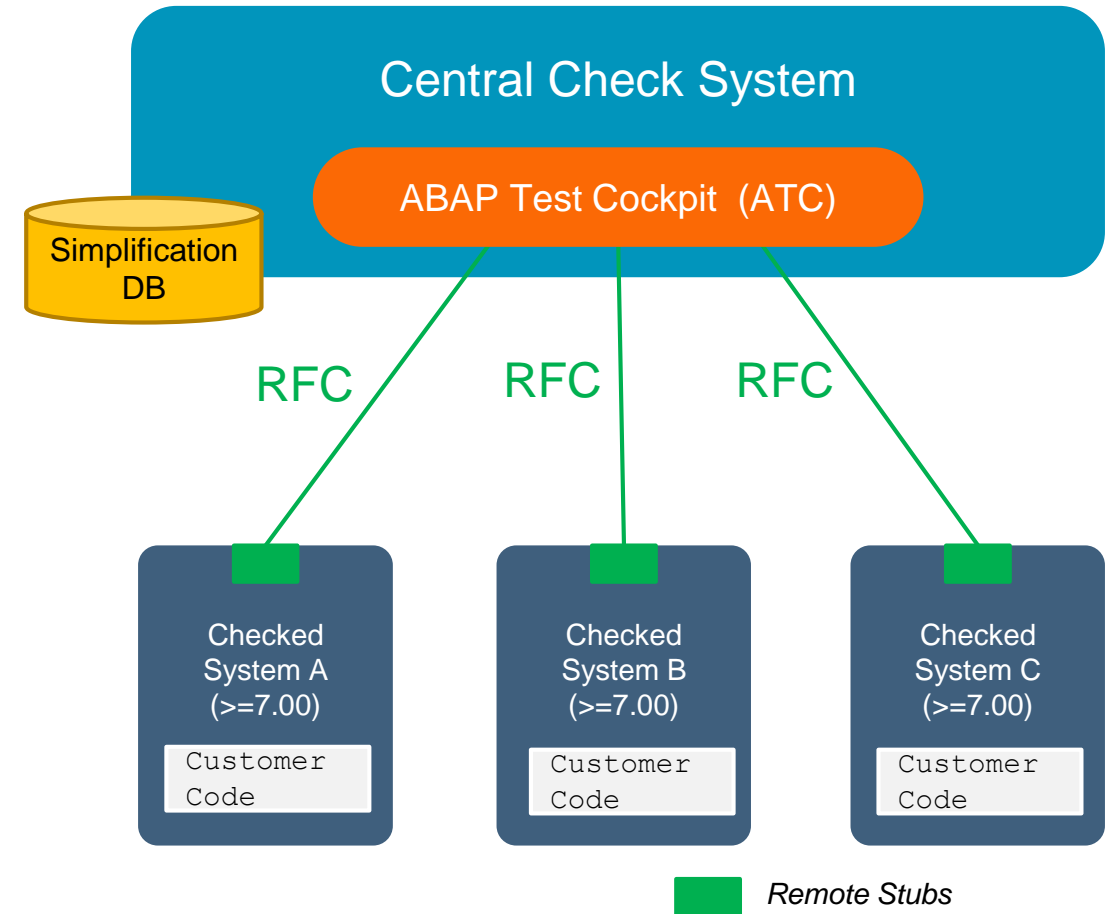 Central Check System
ABAP Test Cockpit (ATC)
Simplification
DB
RFC
RFC
RFC
Checked
System A
(>=7.00)
Customer
Code
Checked
System B
(>=7.00)
Customer
Code
Checked
System C
(>=7.00)
Customer
Code
Remote Stubs